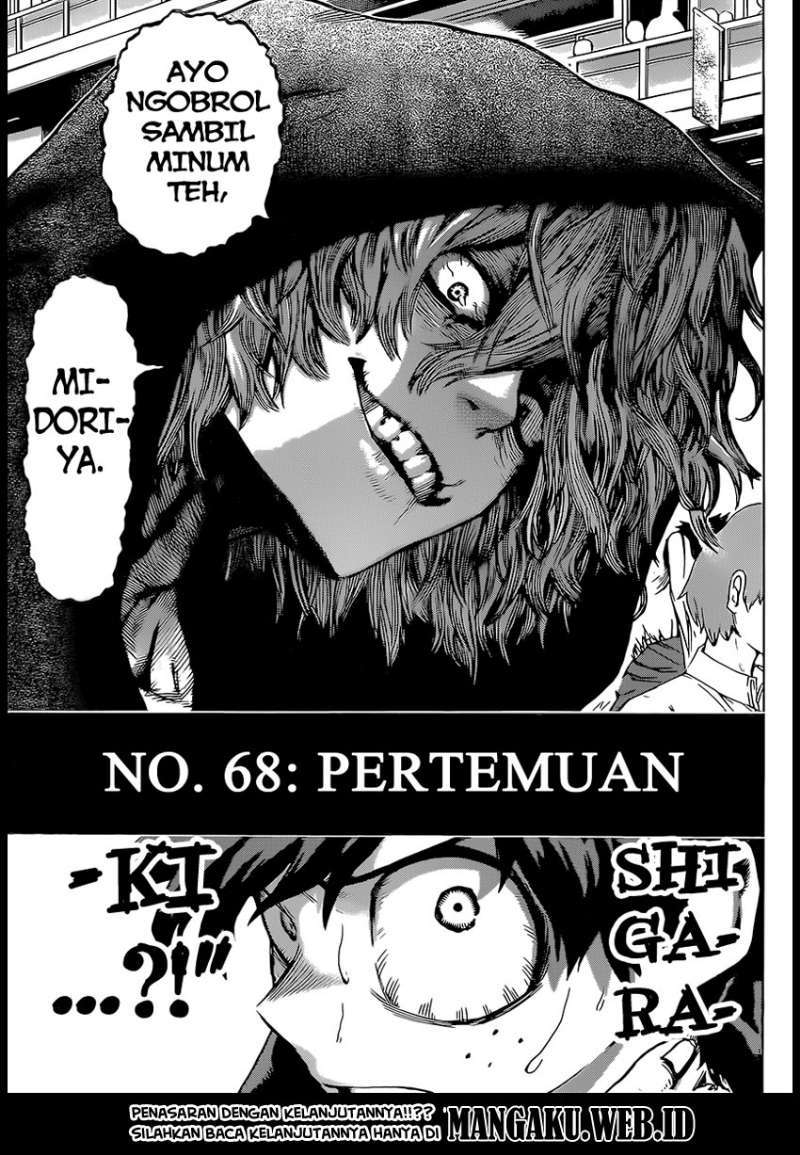 AYO
NGOBROL
SAMBIL
MINUM
TEH,
MI-
DORI-
YA.
NO. 68: PERTEMUAN
SHI
GA-
RA-
-KI
...?!"
PENASARAN DENGAN KELANJUTANNYA!!??
SILAHKAN BACA KELANJUTANNYA HANYA DI MANGAKU.WEB.ID